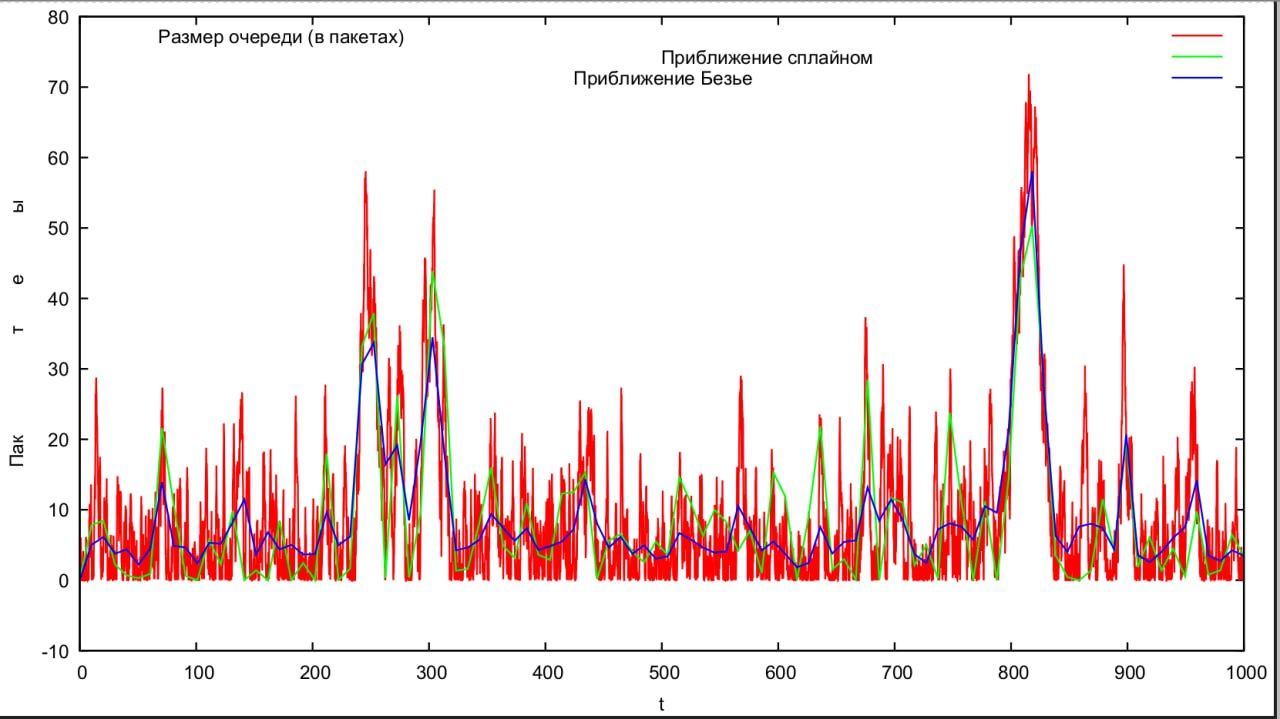 80
Размер очереди (в пакетах)
Приближение сплайном
Приближение Безье
70
60
50
40
30
20
10
0
-10
Пак т е ы
0 100 200 300 400 500 600 700 800 900 1000
t